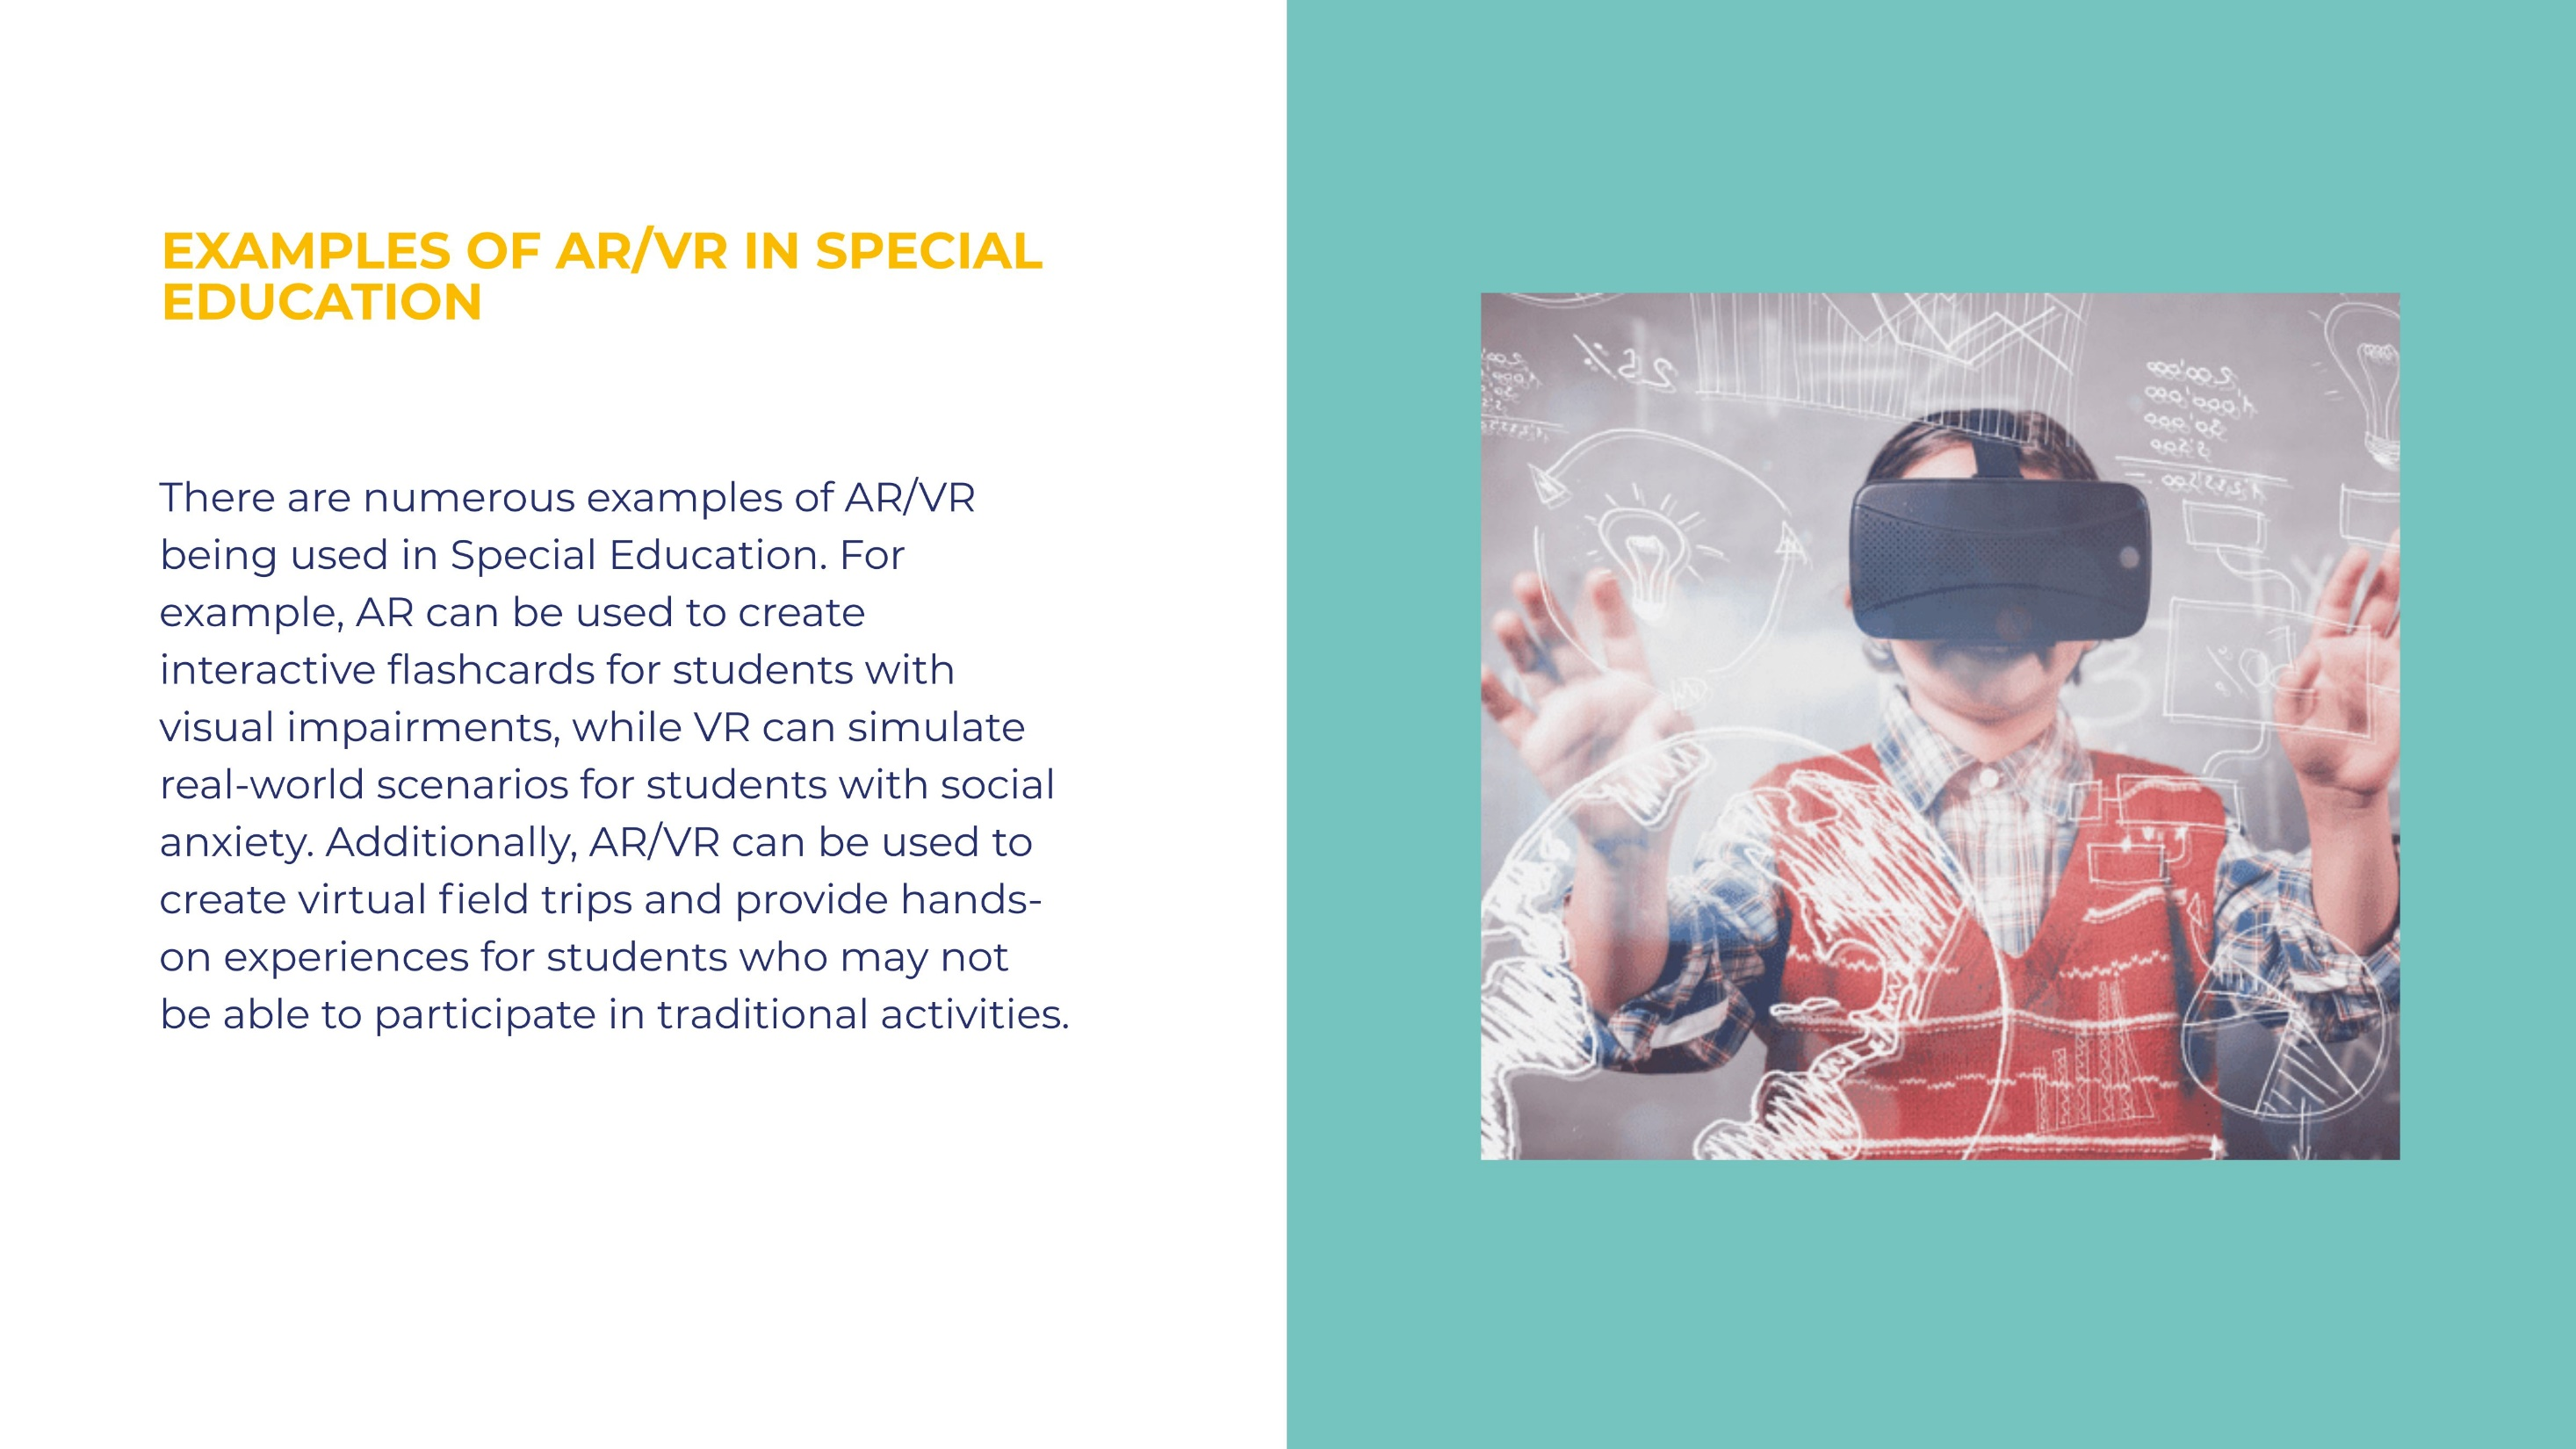 EXAMPLES OF AR/VR IN SPECIAL
EDUCATION
There are numerous examples of AR/VR
being used in Special Education. For
example, AR can be used to create
interactive flashcards for students with
visual impairments, while VR can simulate
real-world scenarios for students with social
anxiety. Additionally, AR/VR can be used to
create virtual field trips and provide hands-
on experiences for students who may not
be able to participate in traditional activities.
25%